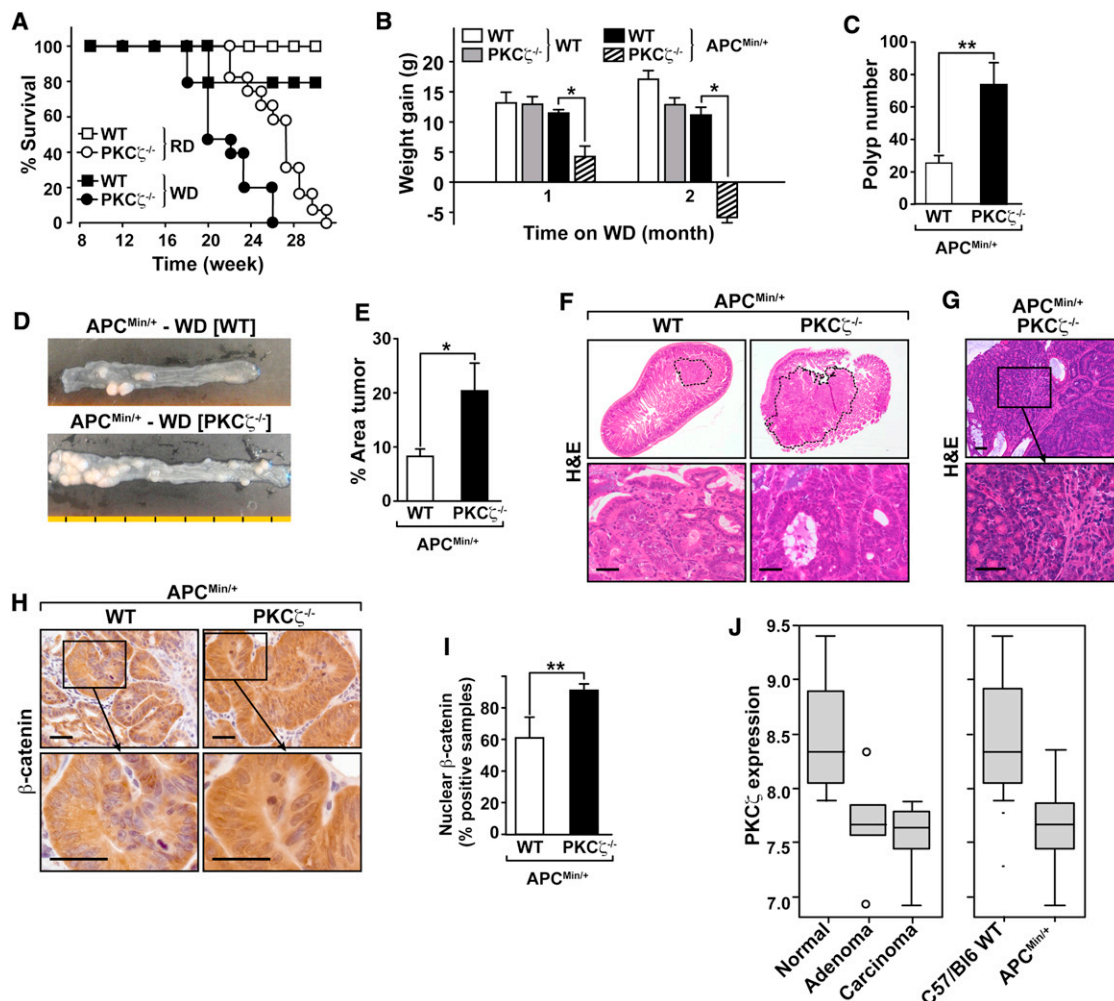 A
% Survival
100
80
60
40
20
0
WT
PKCζ-/-
RD
WT
PKCζ-/-
WD
8 12 16 20 24 28
Time (week)
B
WT
PKCζ-/-
WT
WT
PKCζ-/-
APCMin/+
Weight gain (g)
20
15
10
5
0
-5
*
*
1
2
Time on WD (month)
C
Polyp number
100
80
60
40
20
0
**
WT PKCζ-/-
APCMin/+
D
APCMin/+ - WD [WT]
APCMin/+ - WD [PKCζ-/-]
E
% Area tumor
30
20
10
0
*
WT PKCζ-/-
APCMin/+
F
APCMin/+
WT PKCζ-/-
H&E
G
APCMin/+
PKCζ-/-
H&E
H
APCMin/+
WT PKCζ-/-
β-catenin
I
Nuclear β-catenin
(% positive samples)
100
80
60
40
20
0
**
WT PKCζ-/-
APCMin/+
J
PKCζ expression
9.5
9.0
8.5
8.0
7.5
7.0
Normal
Adenoma
Carcinoma
C57/Bl6 WT
APCMin/+